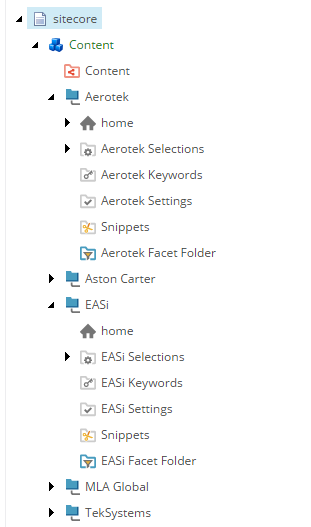 sitecore
Content
Content
Aerotek
home
Aerotek Selections
Aerotek Keywords
Aerotek Settings
Snippets
Aerotek Facet Folder
Aston Carter
EASi
home
EASi Selections
EASi Keywords
EASi Settings
Snippets
EASi Facet Folder
MLA Global
TekSystems